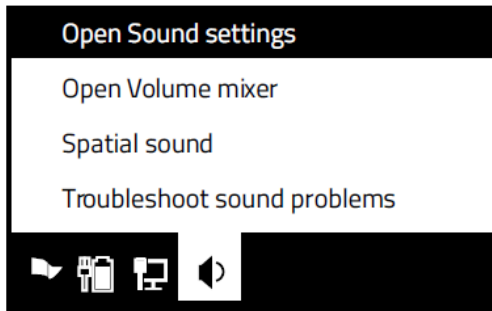 Open Sound settings
Open Volume mixer
Spatial sound
Troubleshoot sound problems